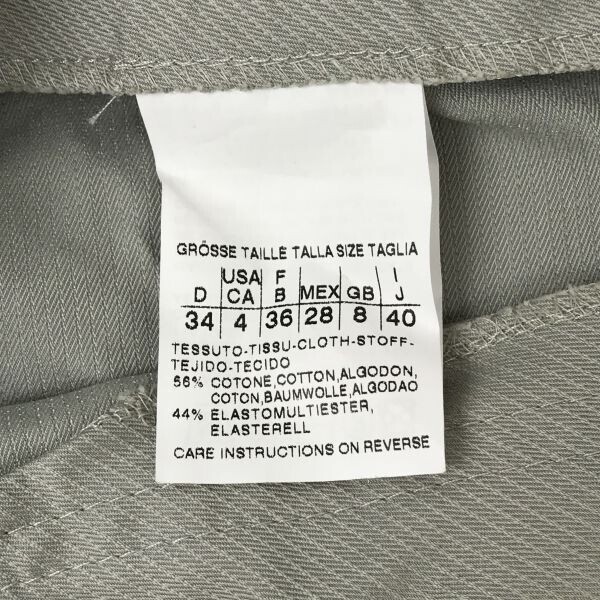 GRÖSSE TAILLE TALLA SIZE TAGLIA
D USA CA F B MEX GB I J
34 4 36 28 8 40
TESSUTO-TISSU-CLOTH-STOFF-
TEJIDO-TECIDO
56% COTONE,COTTON,ALGODON,
COTON,BAUMWOLLE,ALGODAO
44% ELASTOMULTIESTER,
ELASTERELL
CARE INSTRUCTIONS ON REVERSE